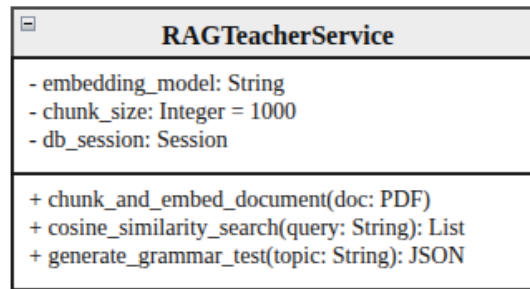 RAGTeacherService
- embedding_model: String
- chunk_size: Integer = 1000
- db_session: Session
+ chunk_and_embed_document(doc: PDF)
+ cosine_similarity_search(query: String): List
+ generate_grammar_test(topic: String): JSON